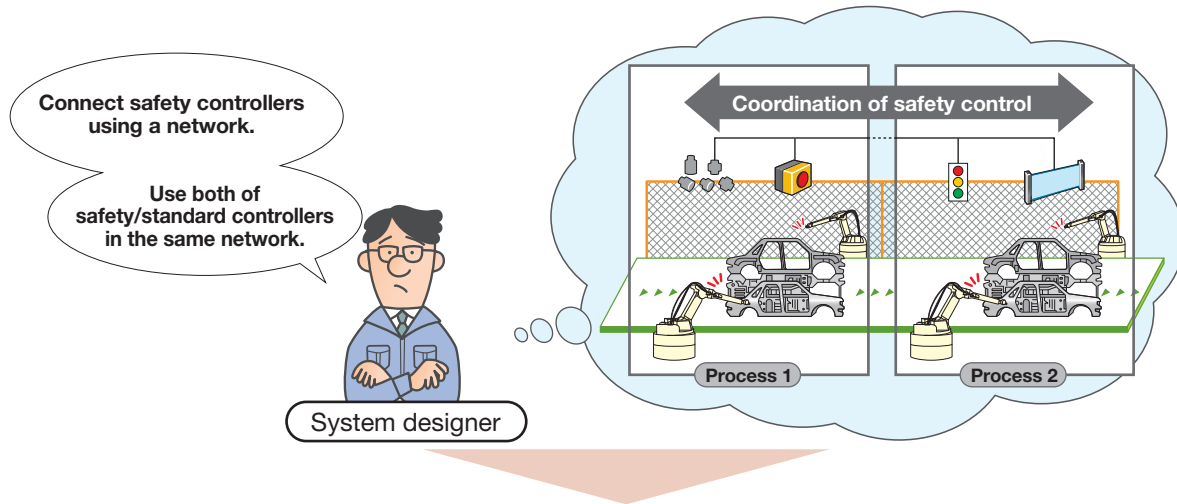 Connect safety controllers
using a network.
Use both of
safety/standard controllers
in the same network.
System designer
Coordination of safety control
Process 1
Process 2